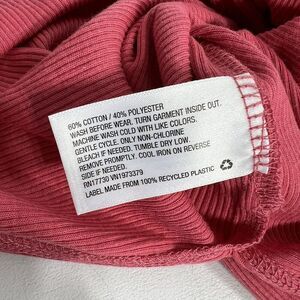 60% COTTON / 40% POLYESTER
WASH BEFORE WEAR. TURN GARMENT INSIDE OUT.
MACHINE WASH COLD WITH LIKE COLORS.
GENTLE CYCLE. ONLY NON-CHLORINE
BLEACH IF NEEDED. TUMBLE DRY LOW.
REMOVE PROMPTLY. COOL IRON ON REVERSE
SIDE IF NEEDED.
RN17730 VN1973379
LABEL MADE FROM 100% RECYCLED PLASTIC